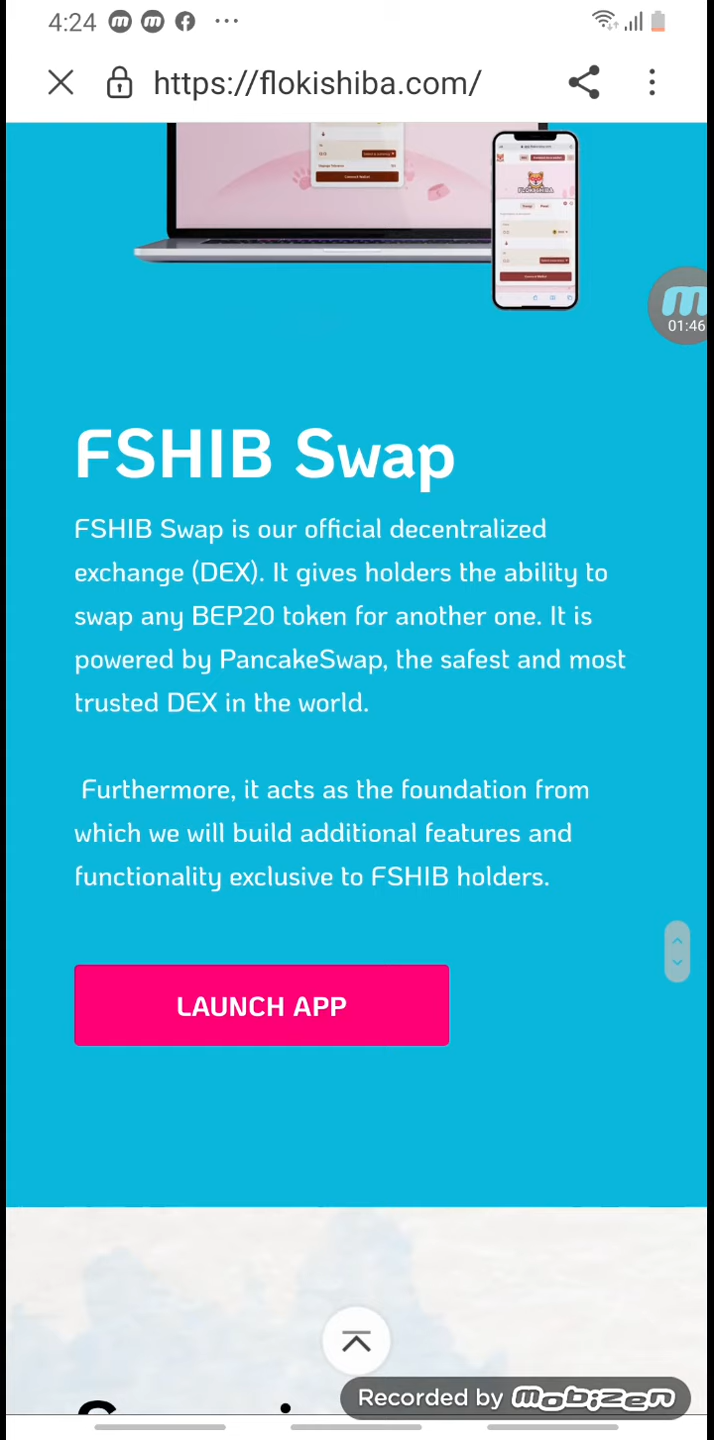 4:24
https://flokishiba.com/
01:46
FSHIB Swap
FSHIB Swap is our official decentralized
exchange (DEX). It gives holders the ability to
swap any BEP20 token for another one. It is
powered by PancakeSwap, the safest and most
trusted DEX in the world.
Furthermore, it acts as the foundation from
which we will build additional features and
functionality exclusive to FSHIB holders.
LAUNCH APP
Recorded by mobizen